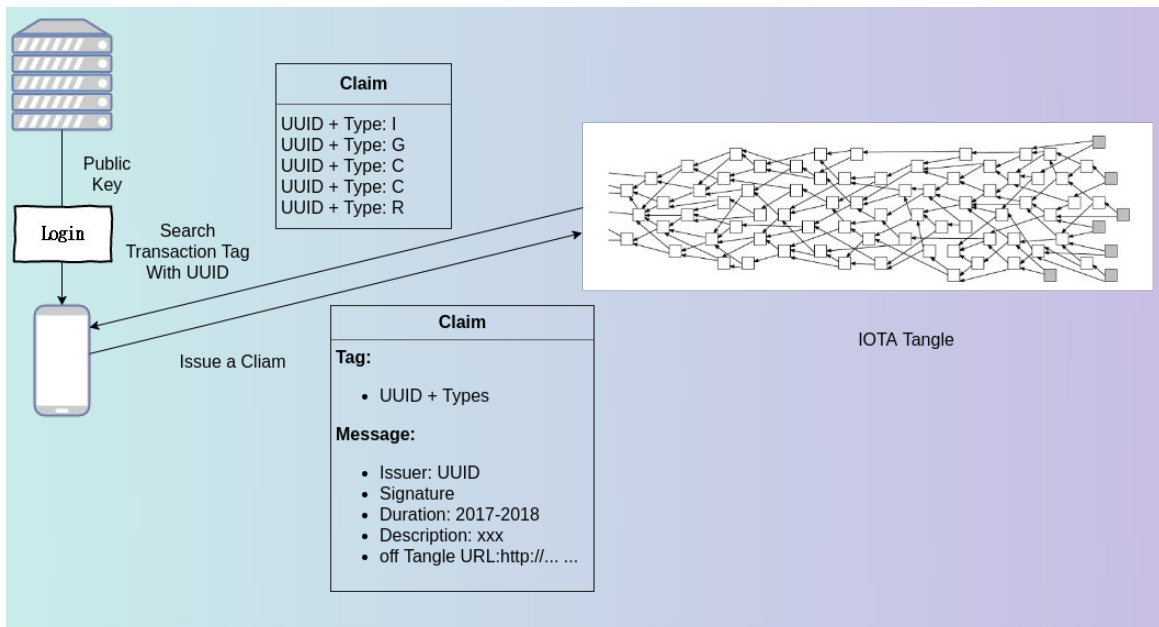 Claim
UUID + Type: I
UUID + Type: G
UUID + Type: C
UUID + Type: C
UUID + Type: R
Public
Key
Login
Search
Transaction Tag
With UUID
Issue a Cliam
Claim
Tag:
• UUID + Types
Message:
• Issuer: UUID
• Signature
• Duration: 2017-2018
• Description: xxx
• off Tangle URL:http://... ...
IOTA Tangle